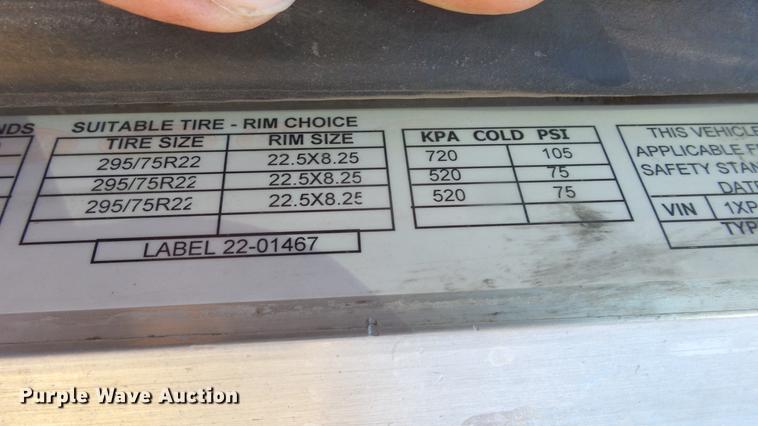 NDS SUITABLE TIRE - RIM CHOICE
TIRE SIZE RIM SIZE
295/75R22 22.5X8.25
295/75R22 22.5X8.25
295/75R22 22.5X8.25
LABEL 22-01467
KPA COLD PSI
720 105
520 75
520 75
THIS VEHICLE
APPLICABLE F
SAFETY STAN
DAT
VIN 1XP
TYP
Purple Wave Auction